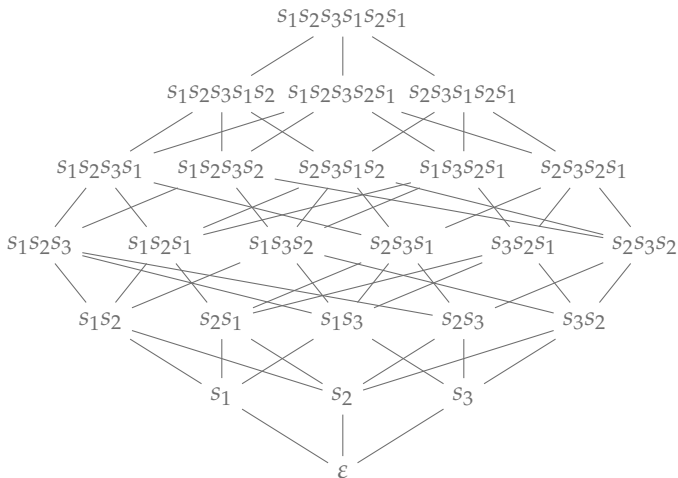 s₁s₂s₃s₁s₂s₁
s₁s₂s₃s₁s₂ s₁s₂s₃s₂s₁ s₂s₃s₁s₂s₁
s₁s₂s₃s₁ s₁s₂s₃s₂ s₂s₃s₁s₂ s₁s₃s₂s₁ s₂s₃s₂s₁
s₁s₂s₃ s₁s₂s₁ s₁s₃s₂ s₂s₃s₁ s₃s₂s₁ s₂s₃s₂
s₁s₂ s₂s₁ s₁s₃ s₂s₃ s₃s₂
s₁ s₂ s₃
ε